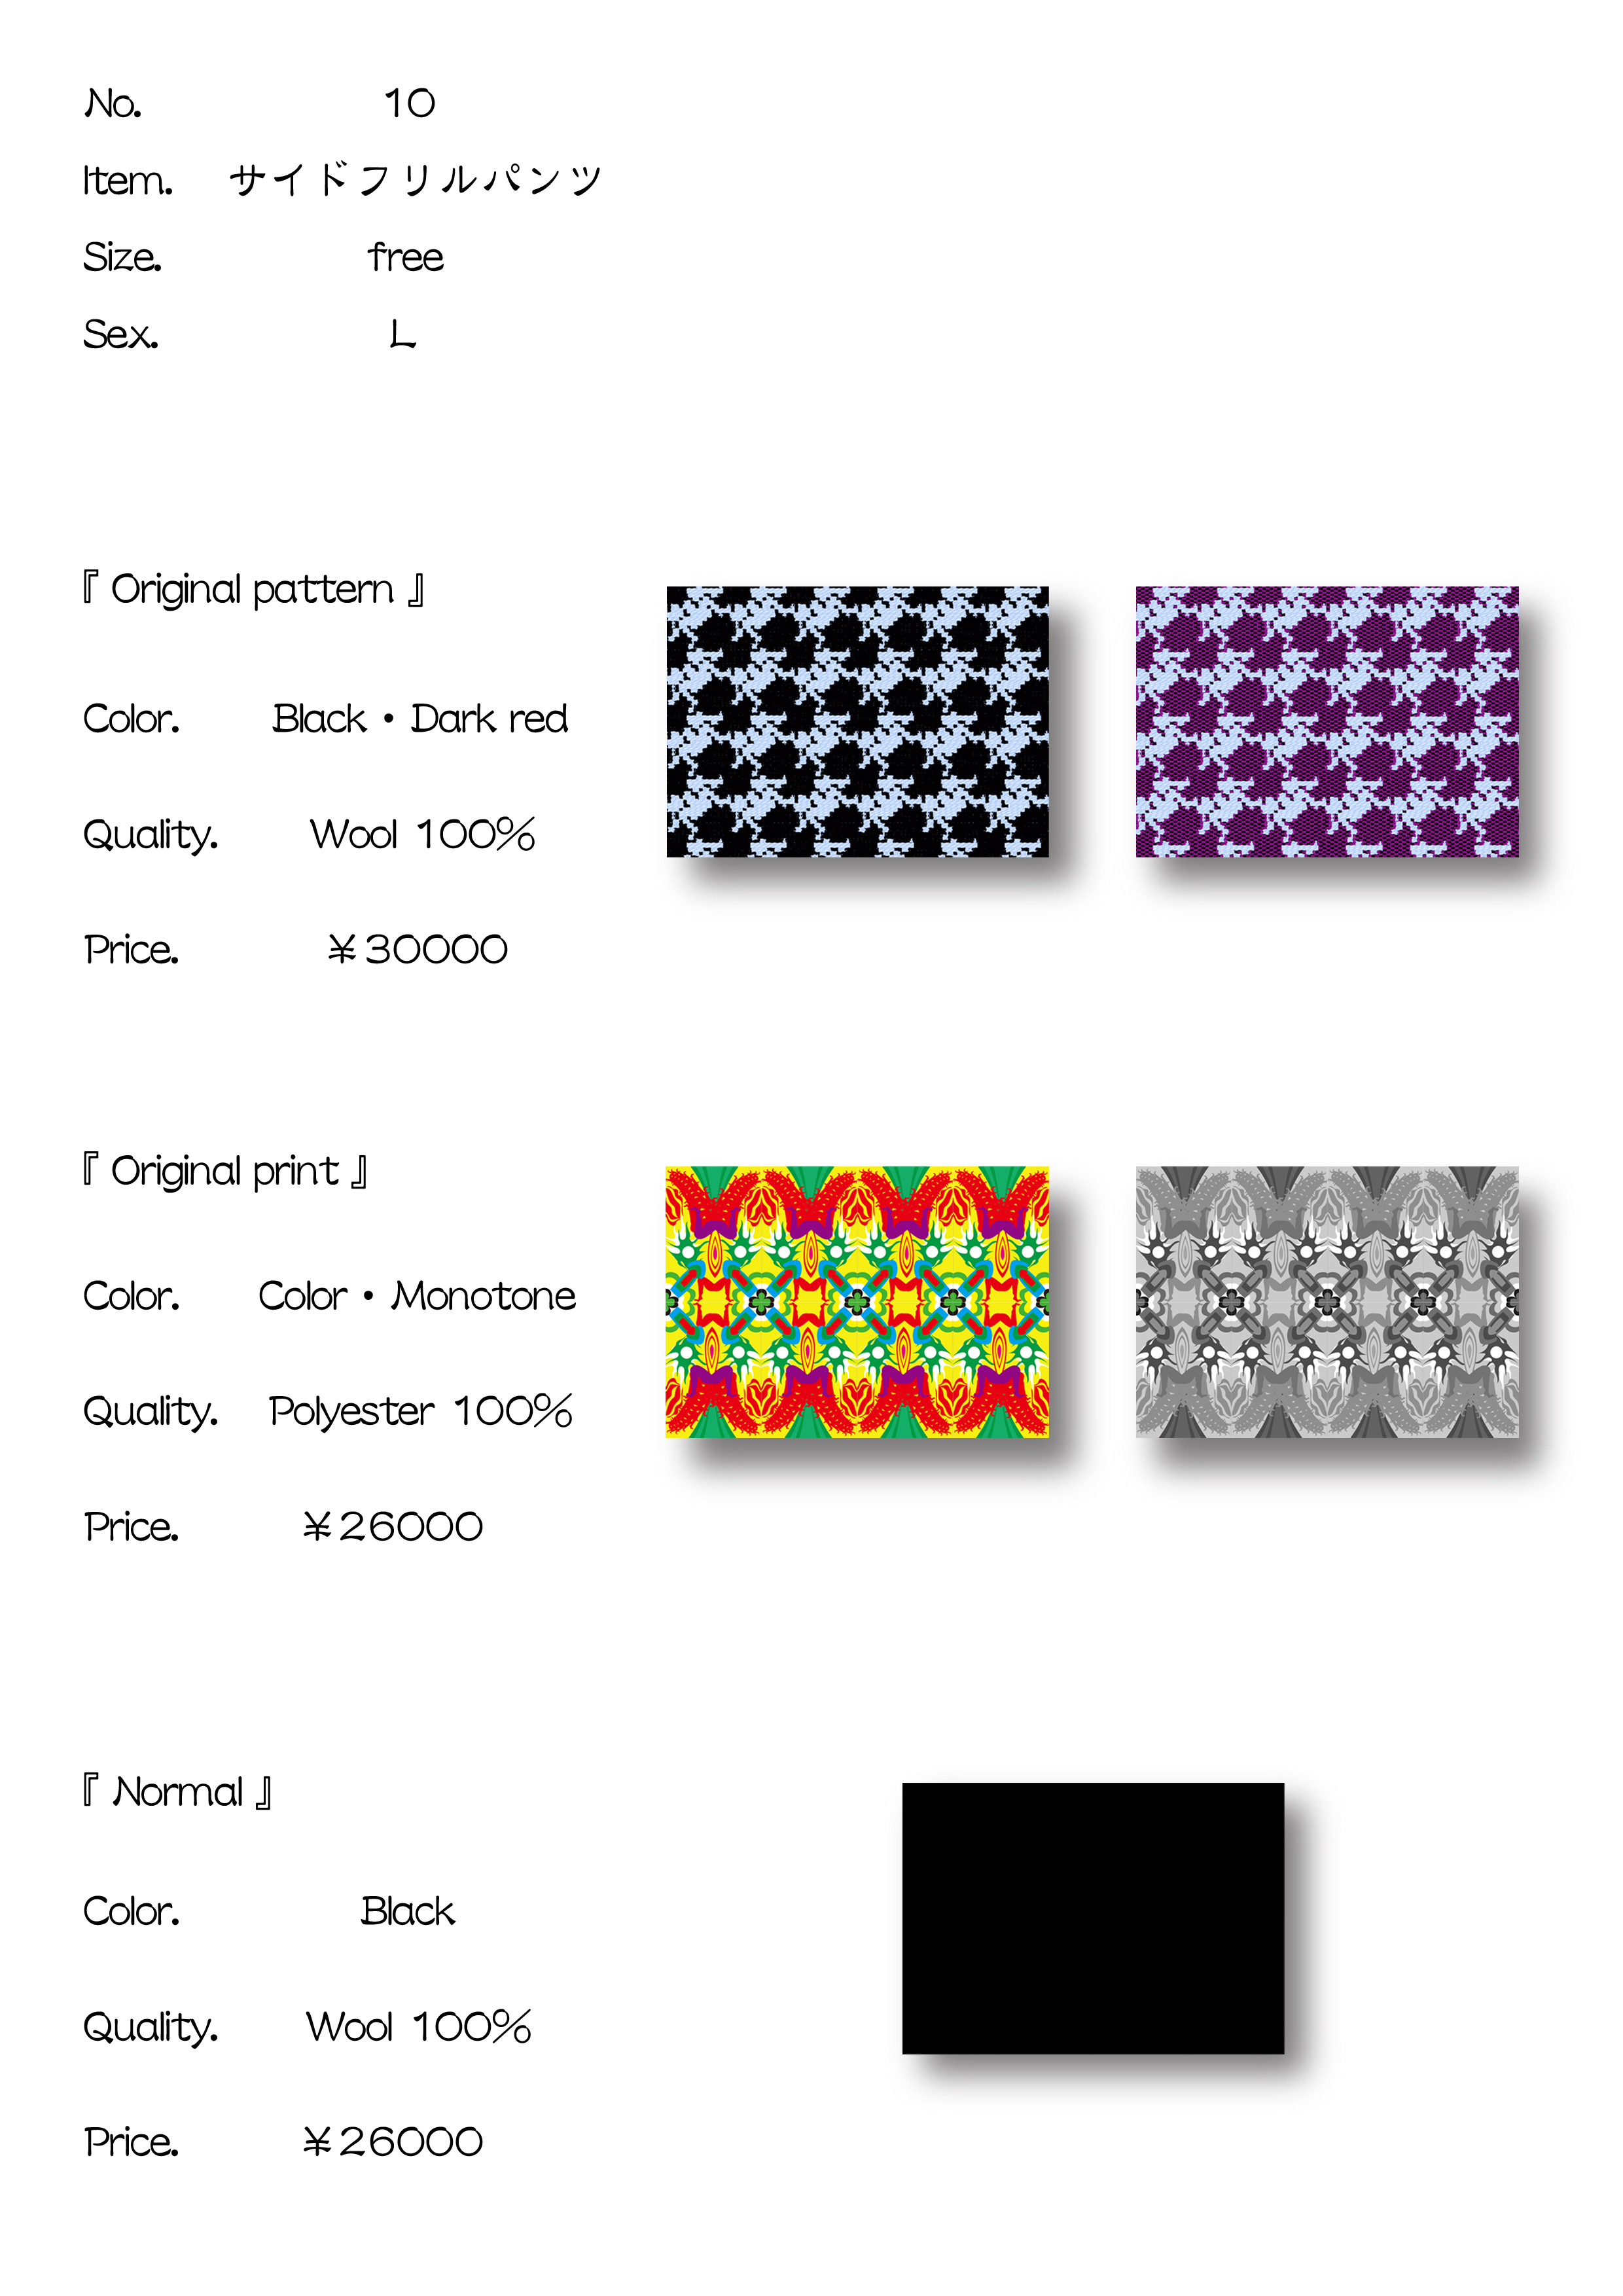 No. 10
Item. サイドフリルパンツ
Size. free
Sex. L
『 Original pattern 』
Color. Black・Dark red
Quality. Wool 100%
Price. ¥30000
『 Original print 』
Color. Color・Monotone
Quality. Polyester 100%
Price. ¥26000
『 Normal 』
Color. Black
Quality. Wool 100%
Price. ¥26000